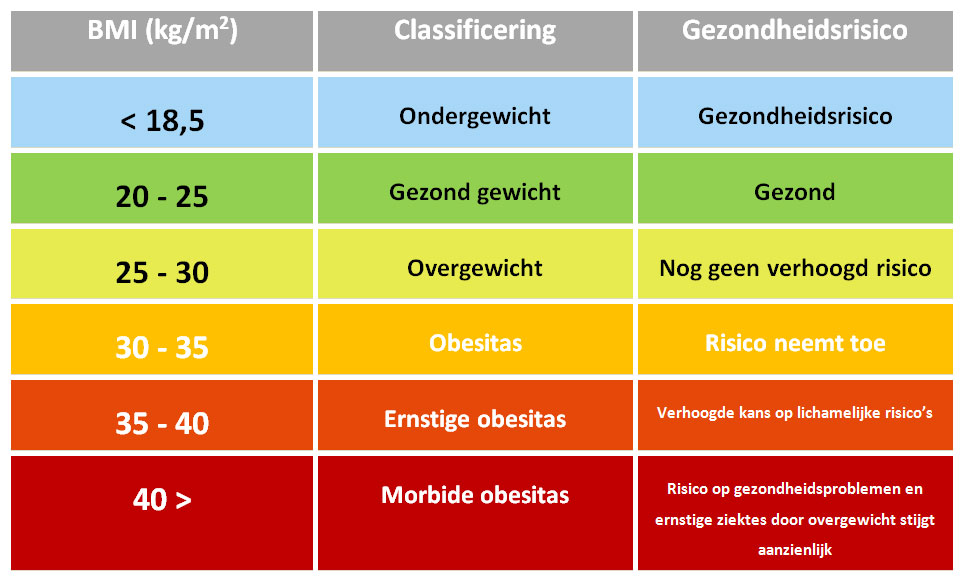 BMI (kg/m²) Classificering Gezondheidsrisico
< 18,5 Ondergewicht Gezondheidsrisico
20 - 25 Gezond gewicht Gezond
25 - 30 Overgewicht Nog geen verhoogd risico
30 - 35 Obesitas Risico neemt toe
35 - 40 Ernstige obesitas Verhoogde kans op lichamelijke risico’s
40 > Morbide obesitas Risico op gezondheidsproblemen en
ernstige ziektes door overgewicht stijgt
aanzienlijk